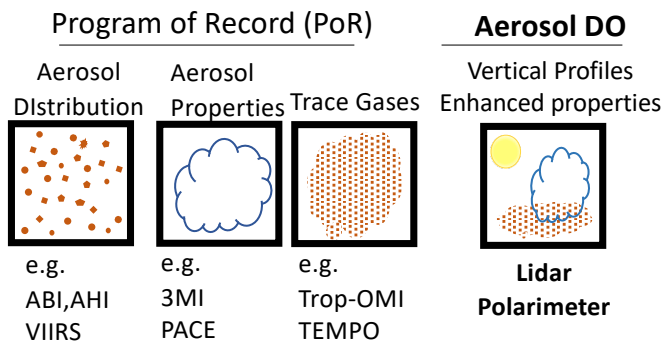 Program of Record (PoR)
Aerosol DO
Aerosol
DIstribution
Aerosol
Properties
Trace Gases
Vertical Profiles
Enhanced properties
e.g.
ABI,AHI
VIIRS
e.g.
3MI
PACE
e.g.
Trop-OMI
TEMPO
Lidar
Polarimeter